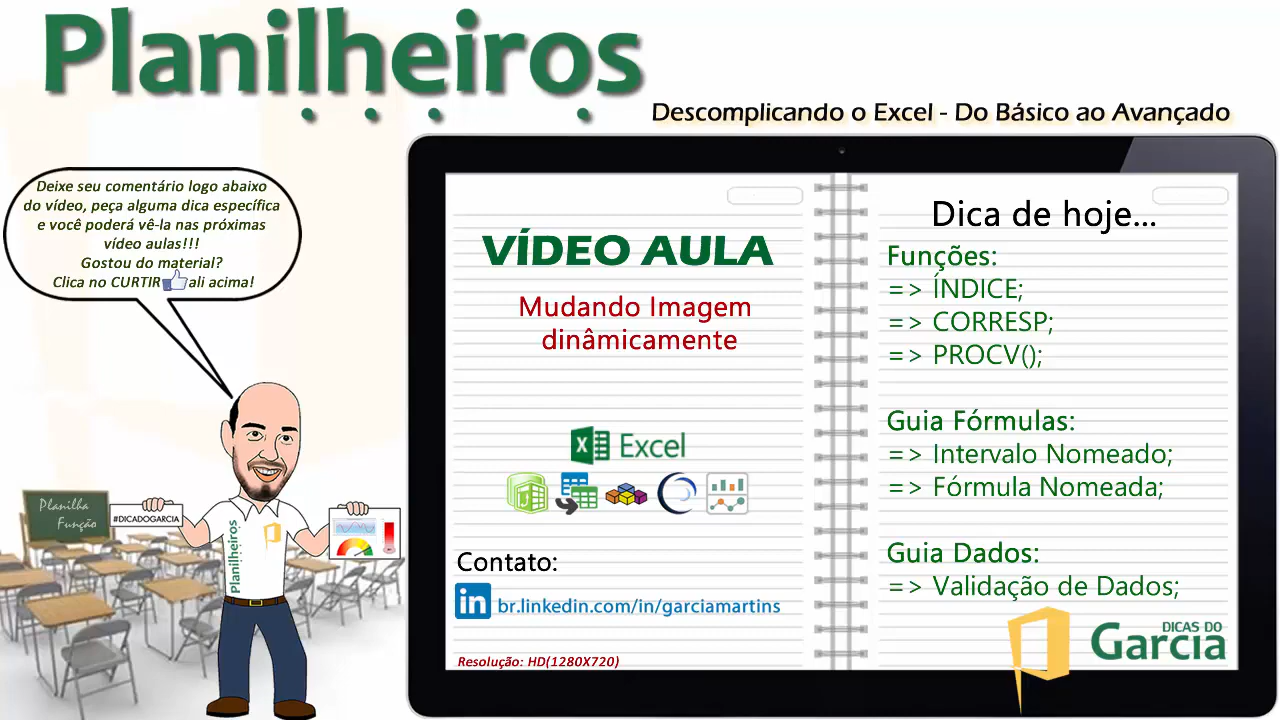 Planilheiros
Descomplicando o Excel - Do Básico ao Avançado
Deixe seu comentário logo abaixo
do vídeo, peça alguma dica específica
e você poderá vê-la nas próximas
vídeo aulas!!!
Gostou do material?
Clica no CURTIR ali acima!
VÍDEO AULA
Mudando Imagem
dinâmicamente
Excel
Contato:
in br.linkedin.com/in/garciamartins
Resolução: HD(1280X720)
Dica de hoje...
Funções:
=> ÍNDICE;
=> CORRESP;
=> PROCV();
Guia Fórmulas:
=> Intervalo Nomeado;
=> Fórmula Nomeada;
Guia Dados:
=> Validação de Dados;
DICAS DO
Garcia
Planilha
Função
#DICADOGARCIA
Planilheiros